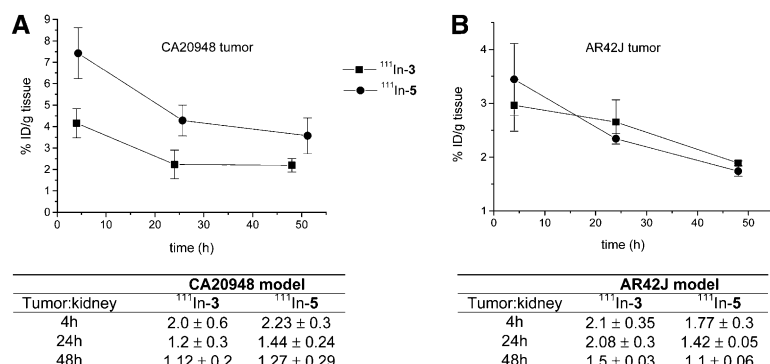 A
CA20948 tumor
% ID/g tissue
9
8
7
6
5
4
3
2
1
0
0 10 20 30 40 50
time (h)
¹¹¹In-3
¹¹¹In-5
B
AR42J tumor
% ID/g tissue
4
3
2
1
0 10 20 30 40 50
time (h)
CA20948 model
Tumor:kidney ¹¹¹In-3 ¹¹¹In-5
4h 2.0 ± 0.6 2.23 ± 0.3
24h 1.2 ± 0.3 1.44 ± 0.24
48h 1.12 ± 0.2 1.27 ± 0.29
AR42J model
Tumor:kidney ¹¹¹In-3 ¹¹¹In-5
4h 2.1 ± 0.35 1.77 ± 0.3
24h 2.08 ± 0.3 1.42 ± 0.05
48h 1.5 ± 0.03 1.1 ± 0.06